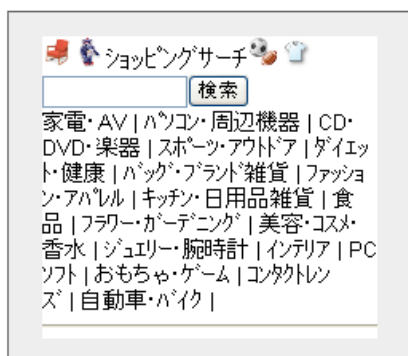 ｼｮｯﾋﾟﾝｸﾞｻｰﾁ
検索
家電･AV | ﾊﾟｿｺﾝ･周辺機器 | CD･
DVD･楽器 | ｽﾎﾟｰﾂ･ｱｳﾄﾄﾞｱ | ﾀﾞｲｴｯ
ﾄ･健康 | ﾊﾞｯｸﾞ･ﾌﾞﾗﾝﾄﾞ雑貨 | ﾌｧｯｼｮ
ﾝ･ｱﾊﾟﾚﾙ | ｷｯﾁﾝ･日用品雑貨 | 食
品 | ﾌﾗﾜｰ･ｶﾞｰﾃﾞﾆﾝｸﾞ | 美容･ｺｽﾒ･
香水 | ｼﾞｭｴﾘｰ･腕時計 | ｲﾝﾃﾘｱ | PC
ｿﾌﾄ | おもちゃ･ｹﾞｰﾑ | ｺﾝﾀｸﾄﾚﾝ
ｽﾞ | 自動車･ﾊﾞｲｸ |